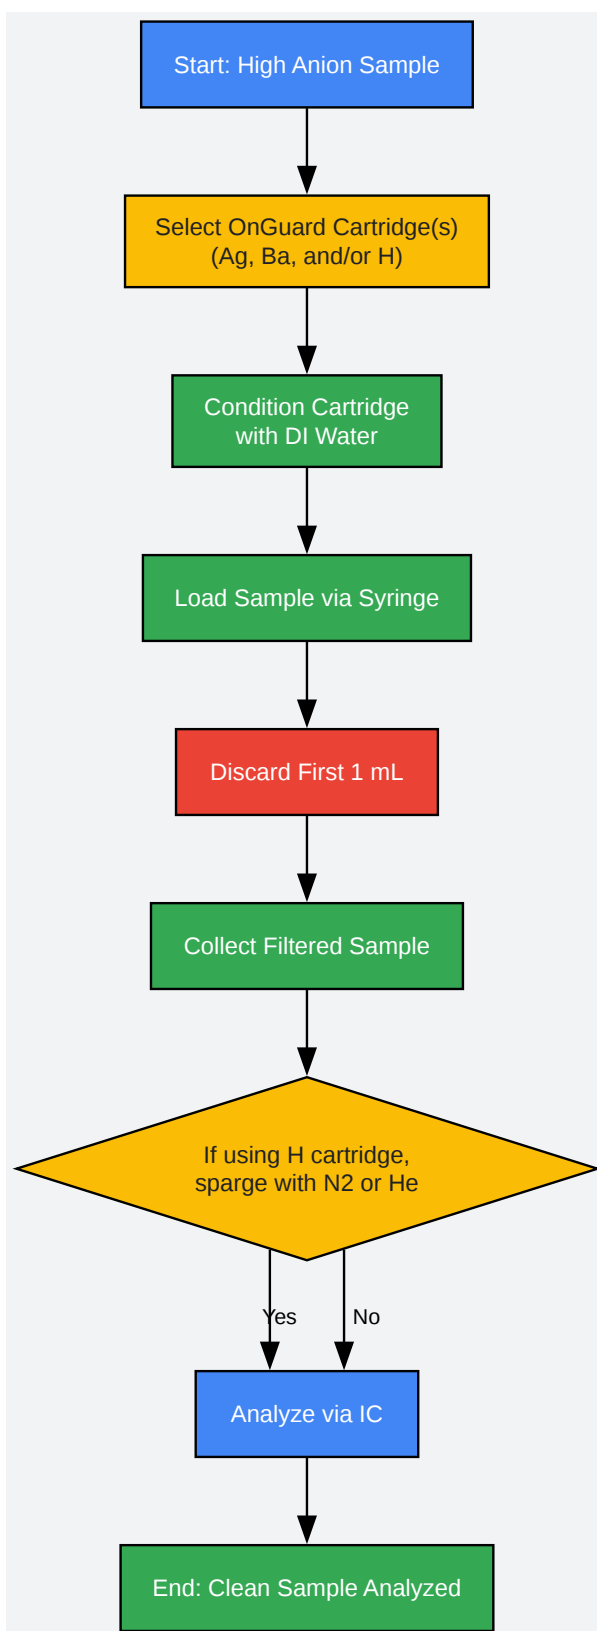 Start: High Anion Sample
Select OnGuard Cartridge(s)
(Ag, Ba, and/or H)
Condition Cartridge
with DI Water
Load Sample via Syringe
Discard First 1 mL
Collect Filtered Sample
If using H cartridge,
sparge with N2 or He
Yes
No
Analyze via IC
End: Clean Sample Analyzed